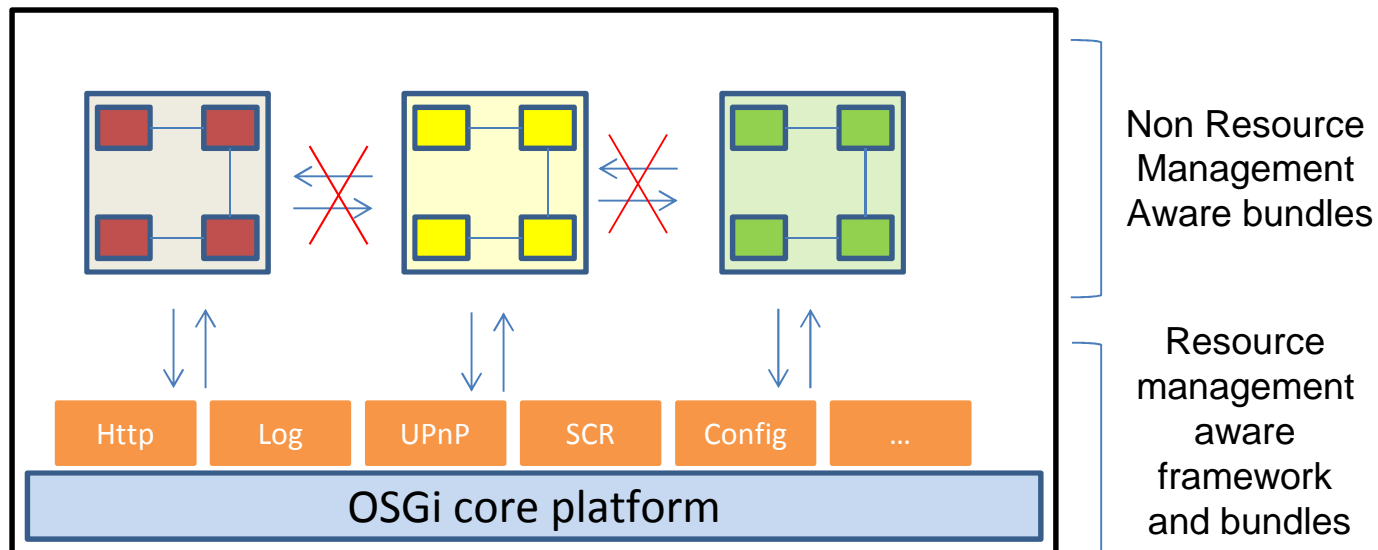 Non Resource
Management
Aware bundles
Resource
management
aware
framework
and bundles
Http
Log
UPnP
SCR
Config
...
OSGi core platform